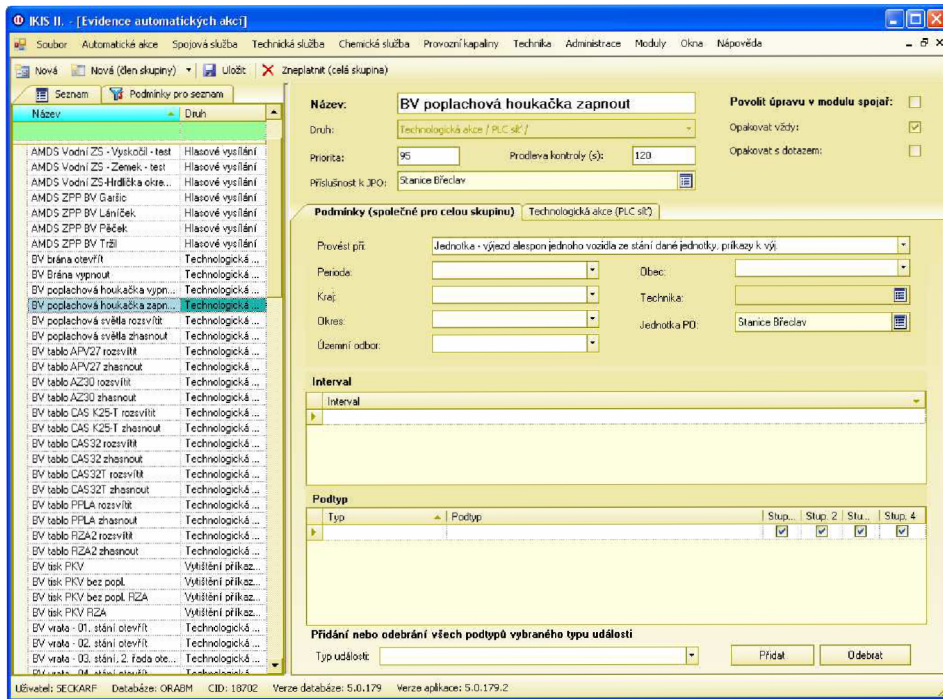 IKIS II. - [Evidence automatických akcí]
Soubor Automatické akce Spojová služba Technická služba Chemická služba Provozní kapaliny Technika Administrace Moduly Okna Nápověda
Nová Nová (člen skupiny) Uložit Zneplatnit (celá skupina)
Seznam Podmínky pro seznam
Název Druh
AMDS Vodní ZS - Vyskočil - test Hlasové vysílání
AMDS Vodní ZS - Zemek - test Hlasové vysílání
AMDS Vodní ZS-Hrdlička okre... Hlasové vysílání
AMDS ZPP BV Garšic Hlasové vysílání
AMDS ZPP BV Láníček Hlasové vysílání
AMDS ZPP BV Pěček Hlasové vysílání
AMDS ZPP BV Tržil Hlasové vysílání
BV brána otevřít Technologická ...
BV Brána vypnout Technologická ...
BV poplachová houkačka vypn... Technologická ...
BV poplachová houkačka zapn... Technologická ...
BV poplachová světla rozsvítit Technologická ...
BV poplachová světla zhasnout Technologická ...
BV tablo APV27 rozsvítit Technologická ...
BV tablo APV27 zhasnout Technologická ...
BV tablo AZ30 rozsvítit Technologická ...
BV tablo AZ30 zhasnout Technologická ...
BV tablo CAS K25-T rozsvítit Technologická ...
BV tablo CAS K25-T zhasnout Technologická ...
BV tablo CAS32 rozsvítit Technologická ...
BV tablo CAS32 zhasnout Technologická ...
BV tablo CAS32T rozsvítit Technologická ...
BV tablo CAS32T zhasnout Technologická ...
BV tablo PPLA rozsvítit Technologická ...
BV tablo PPLA zhasnout Technologická ...
BV tablo RZA2 rozsvítit Technologická ...
BV tablo RZA2 zhasnout Technologická ...
BV tisk PKV Vytištění příkaz...
BV tisk PKV bez popl. Vytištění příkaz...
BV tisk PKV bez popl. RZA Vytištění příkaz...
BV tisk PKV RZA Vytištění příkaz...
BV vrata - 01. stání otevřít Technologická ...
BV vrata - 02. stání otevřít Technologická ...
BV vrata - 03. stání, 2. řada ote... Technologická ...
Název: BV poplachová houkačka zapnout Povolit úpravu v modulu spojař:
Druh: Technologická akce / PLC síť / Opakovat vždy:
Priorita: 95 Prodleva kontroly (s): 120 Opakovat s dotazem:
Příslušnost k JPO: Stanice Břeclav
Podmínky (společné pro celou skupinu) Technologická akce (PLC síť)
Provést při: Jednotka - výjezd alespon jednoho vozidla ze stání dané jednotky, príkazy k výj
Perioda: Obec:
Kraj: Technika:
Okres: Jednotka PO: Stanice Břeclav
Územní odbor:
Interval
Interval
Podtyp
Typ Podtyp Stup... Stup. 2 Stu... Stup. 4
Přidání nebo odebrání všech podtypů vybraného typu události
Typ události: Přidat Odebrat
Uživatel: SECKARF Databáze: ORABM CID: 18702 Verze databáze: 5.0.179 Verze aplikace: 5.0.179.2